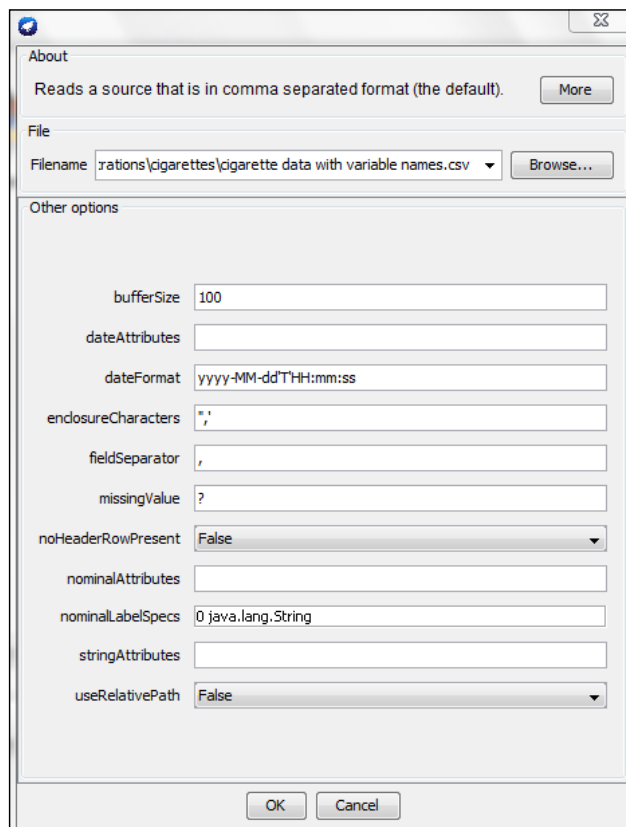 About
Reads a source that is in comma separated format (the default). More
File
Filename :rations\cigarettes\cigarette data with variable names.csv Browse...
Other options
bufferSize 100
dateAttributes
dateFormat yyyy-MM-dd'T'HH:mm:ss
enclosureCharacters ",'
fieldSeparator ,
missingValue ?
noHeaderRowPresent False
nominalAttributes
nominalLabelSpecs 0 java.lang.String
stringAttributes
useRelativePath False
OK Cancel